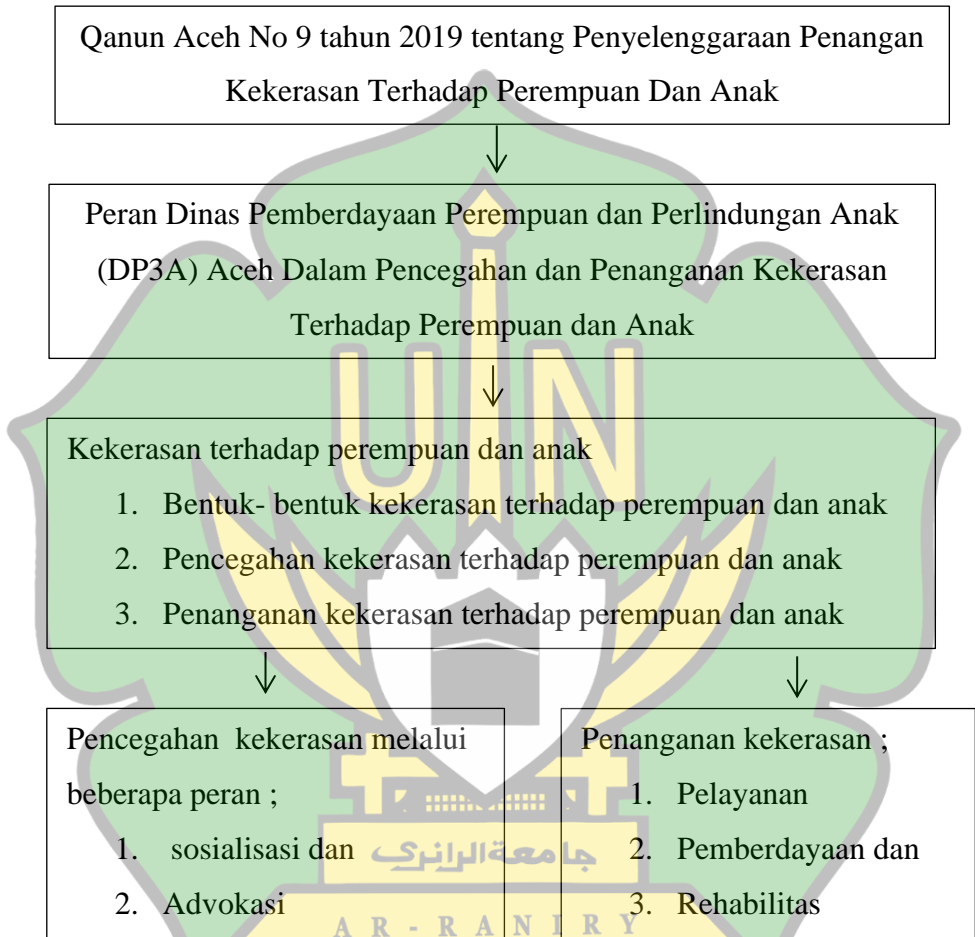 Qanun Aceh No 9 tahun 2019 tentang Penyelenggaraan Penangan
Kekerasan Terhadap Perempuan Dan Anak
Peran Dinas Pemberdayaan Perempuan dan Perlindungan Anak
(DP3A) Aceh Dalam Pencegahan dan Penanganan Kekerasan
Terhadap Perempuan dan Anak
UIN
Kekerasan terhadap perempuan dan anak
1. Bentuk- bentuk kekerasan terhadap perempuan dan anak
2. Pencegahan kekerasan terhadap perempuan dan anak
3. Penanganan kekerasan terhadap perempuan dan anak
Pencegahan kekerasan melalui
beberapa peran ;
1. sosialisasi dan
2. Advokasi
Penanganan kekerasan ;
1. Pelayanan
2. Pemberdayaan dan
3. Rehabilitas
جامعة الرانري
AR-RANIRY